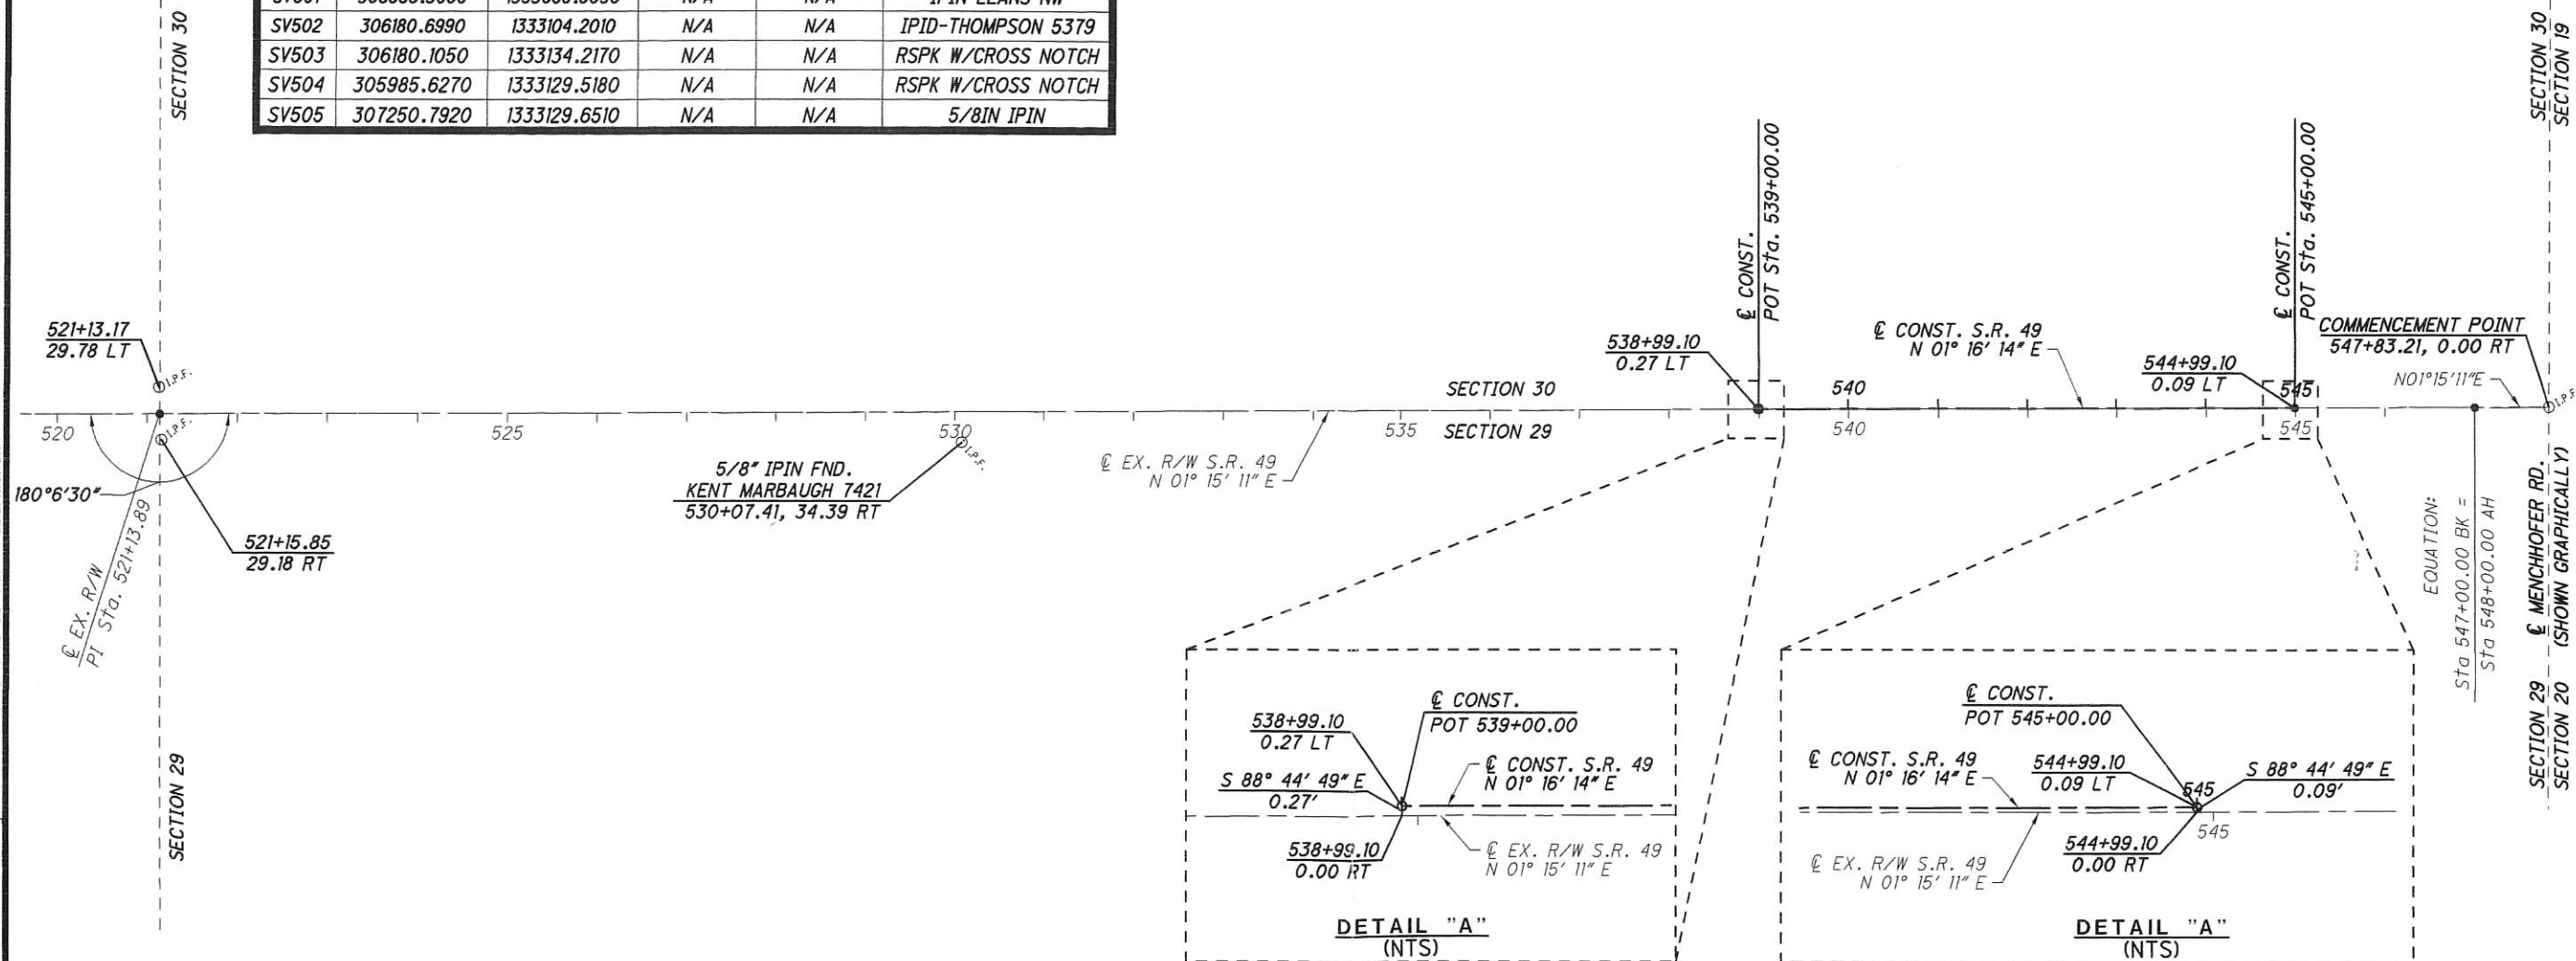 SV502 306180.6990 1333104.2010 N/A N/A IPID-THOMPSON 5379
SV503 306180.1050 1333134.2170 N/A N/A RSPK W/CROSS NOTCH
SV504 305985.6270 1333129.5180 N/A N/A RSPK W/CROSS NOTCH
SV505 307250.7920 1333129.6510 N/A N/A 5/8IN IPIN
SECTION 30
SECTION 30
SECTION 19
℄ CONST.
POT Sta. 539+00.00
℄ CONST.
POT Sta. 545+00.00
521+13.17
29.78 LT
I.P.F.
538+99.10
0.27 LT
℄ CONST. S.R. 49
N 01° 16' 14" E
544+99.10
0.09 LT
COMMENCEMENT POINT
547+83.21, 0.00 RT
N01°15'11"E
I.P.F.
SECTION 30
540
545
520
I.P.F.
525
530
I.P.F.
535
SECTION 29
540
545
180°6'30"
5/8" IPIN FND.
KENT MARBAUGH 7421
530+07.41, 34.39 RT
℄ EX. R/W S.R. 49
N 01° 15' 11" E
521+15.85
29.18 RT
℄ EX. R/W
PI Sta. 521+13.89
EQUATION:
Sta 547+00.00 BK =
Sta 548+00.00 AH
℄ MENCHHOFER RD.
(SHOWN GRAPHICALLY)
SECTION 29
SECTION 20
SECTION 29
℄ CONST.
POT 539+00.00
538+99.10
0.27 LT
℄ CONST. S.R. 49
N 01° 16' 14" E
S 88° 44' 49" E
0.27'
538+99.10
0.00 RT
℄ EX. R/W S.R. 49
N 01° 15' 11" E
DETAIL "A"
(NTS)
℄ CONST.
POT 545+00.00
℄ CONST. S.R. 49
N 01° 16' 14" E
544+99.10
0.09 LT
545
S 88° 44' 49" E
0.09'
545
544+99.10
0.00 RT
℄ EX. R/W S.R. 49
N 01° 15' 11" E
DETAIL "A"
(NTS)